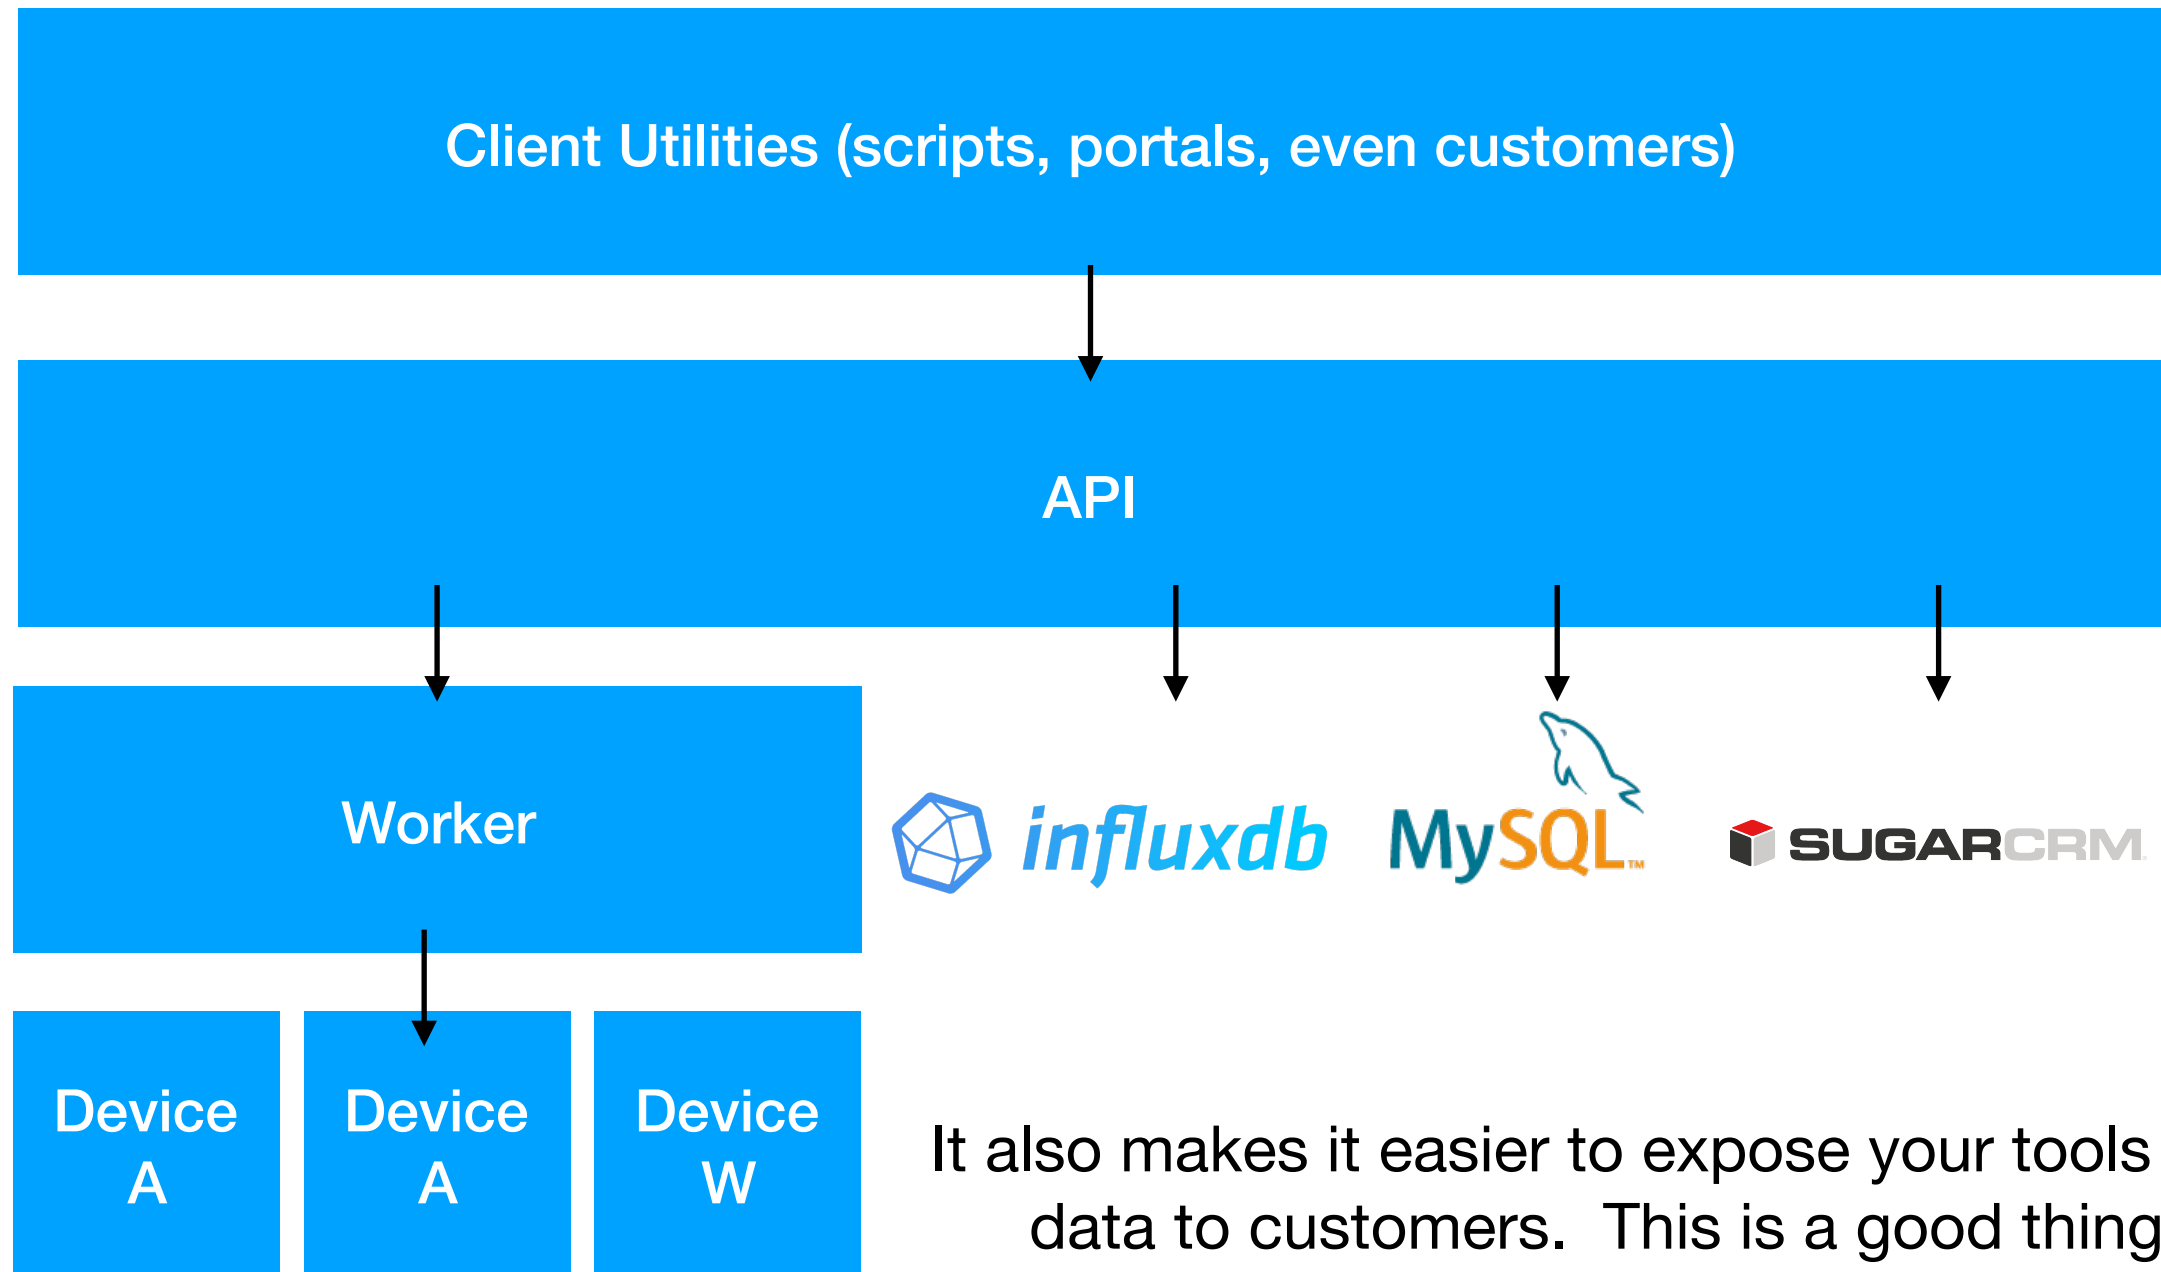 Client Utilities (scripts, portals, even customers)
API
Worker
influxdb
MySQL™
SUGARCRM
Device
A
Device
A
Device
W
It also makes it easier to expose your tools
data to customers.  This is a good thing